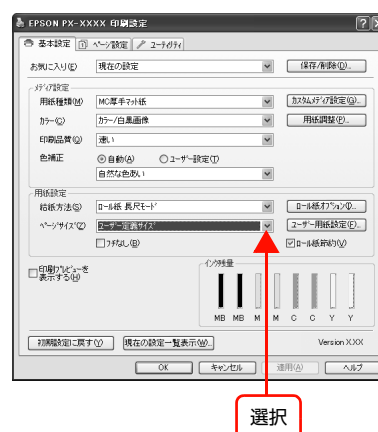 EPSON PX-XXXX 印刷設定
基本設定 ページ設定 ユーティリティ
お気に入り(E) 現在の設定 保存/削除(D)...
メディア設定
用紙種類(M) MC厚手マット紙 カスタムメディア設定(G)...
カラー(C) カラー/白黒画像 用紙調整(P)...
印刷品質(Q) 速い
色補正 自動(A) ユーザー設定(T)
自然な色あい
用紙設定
給紙方法(S) ロール紙 長尺モード ロール紙オプション(I)...
ページサイズ(Z) ユーザー定義サイズ ユーザー用紙設定(F)...
フチなし(B) ロール紙節約(V)
印刷プレビューを
表示する(H)
インク残量
MB MB M M C C Y Y
初期設定に戻す(Y) 現在の設定一覧表示(W)... Version X.XX
OK キャンセル 適用(A) ヘルプ
選択